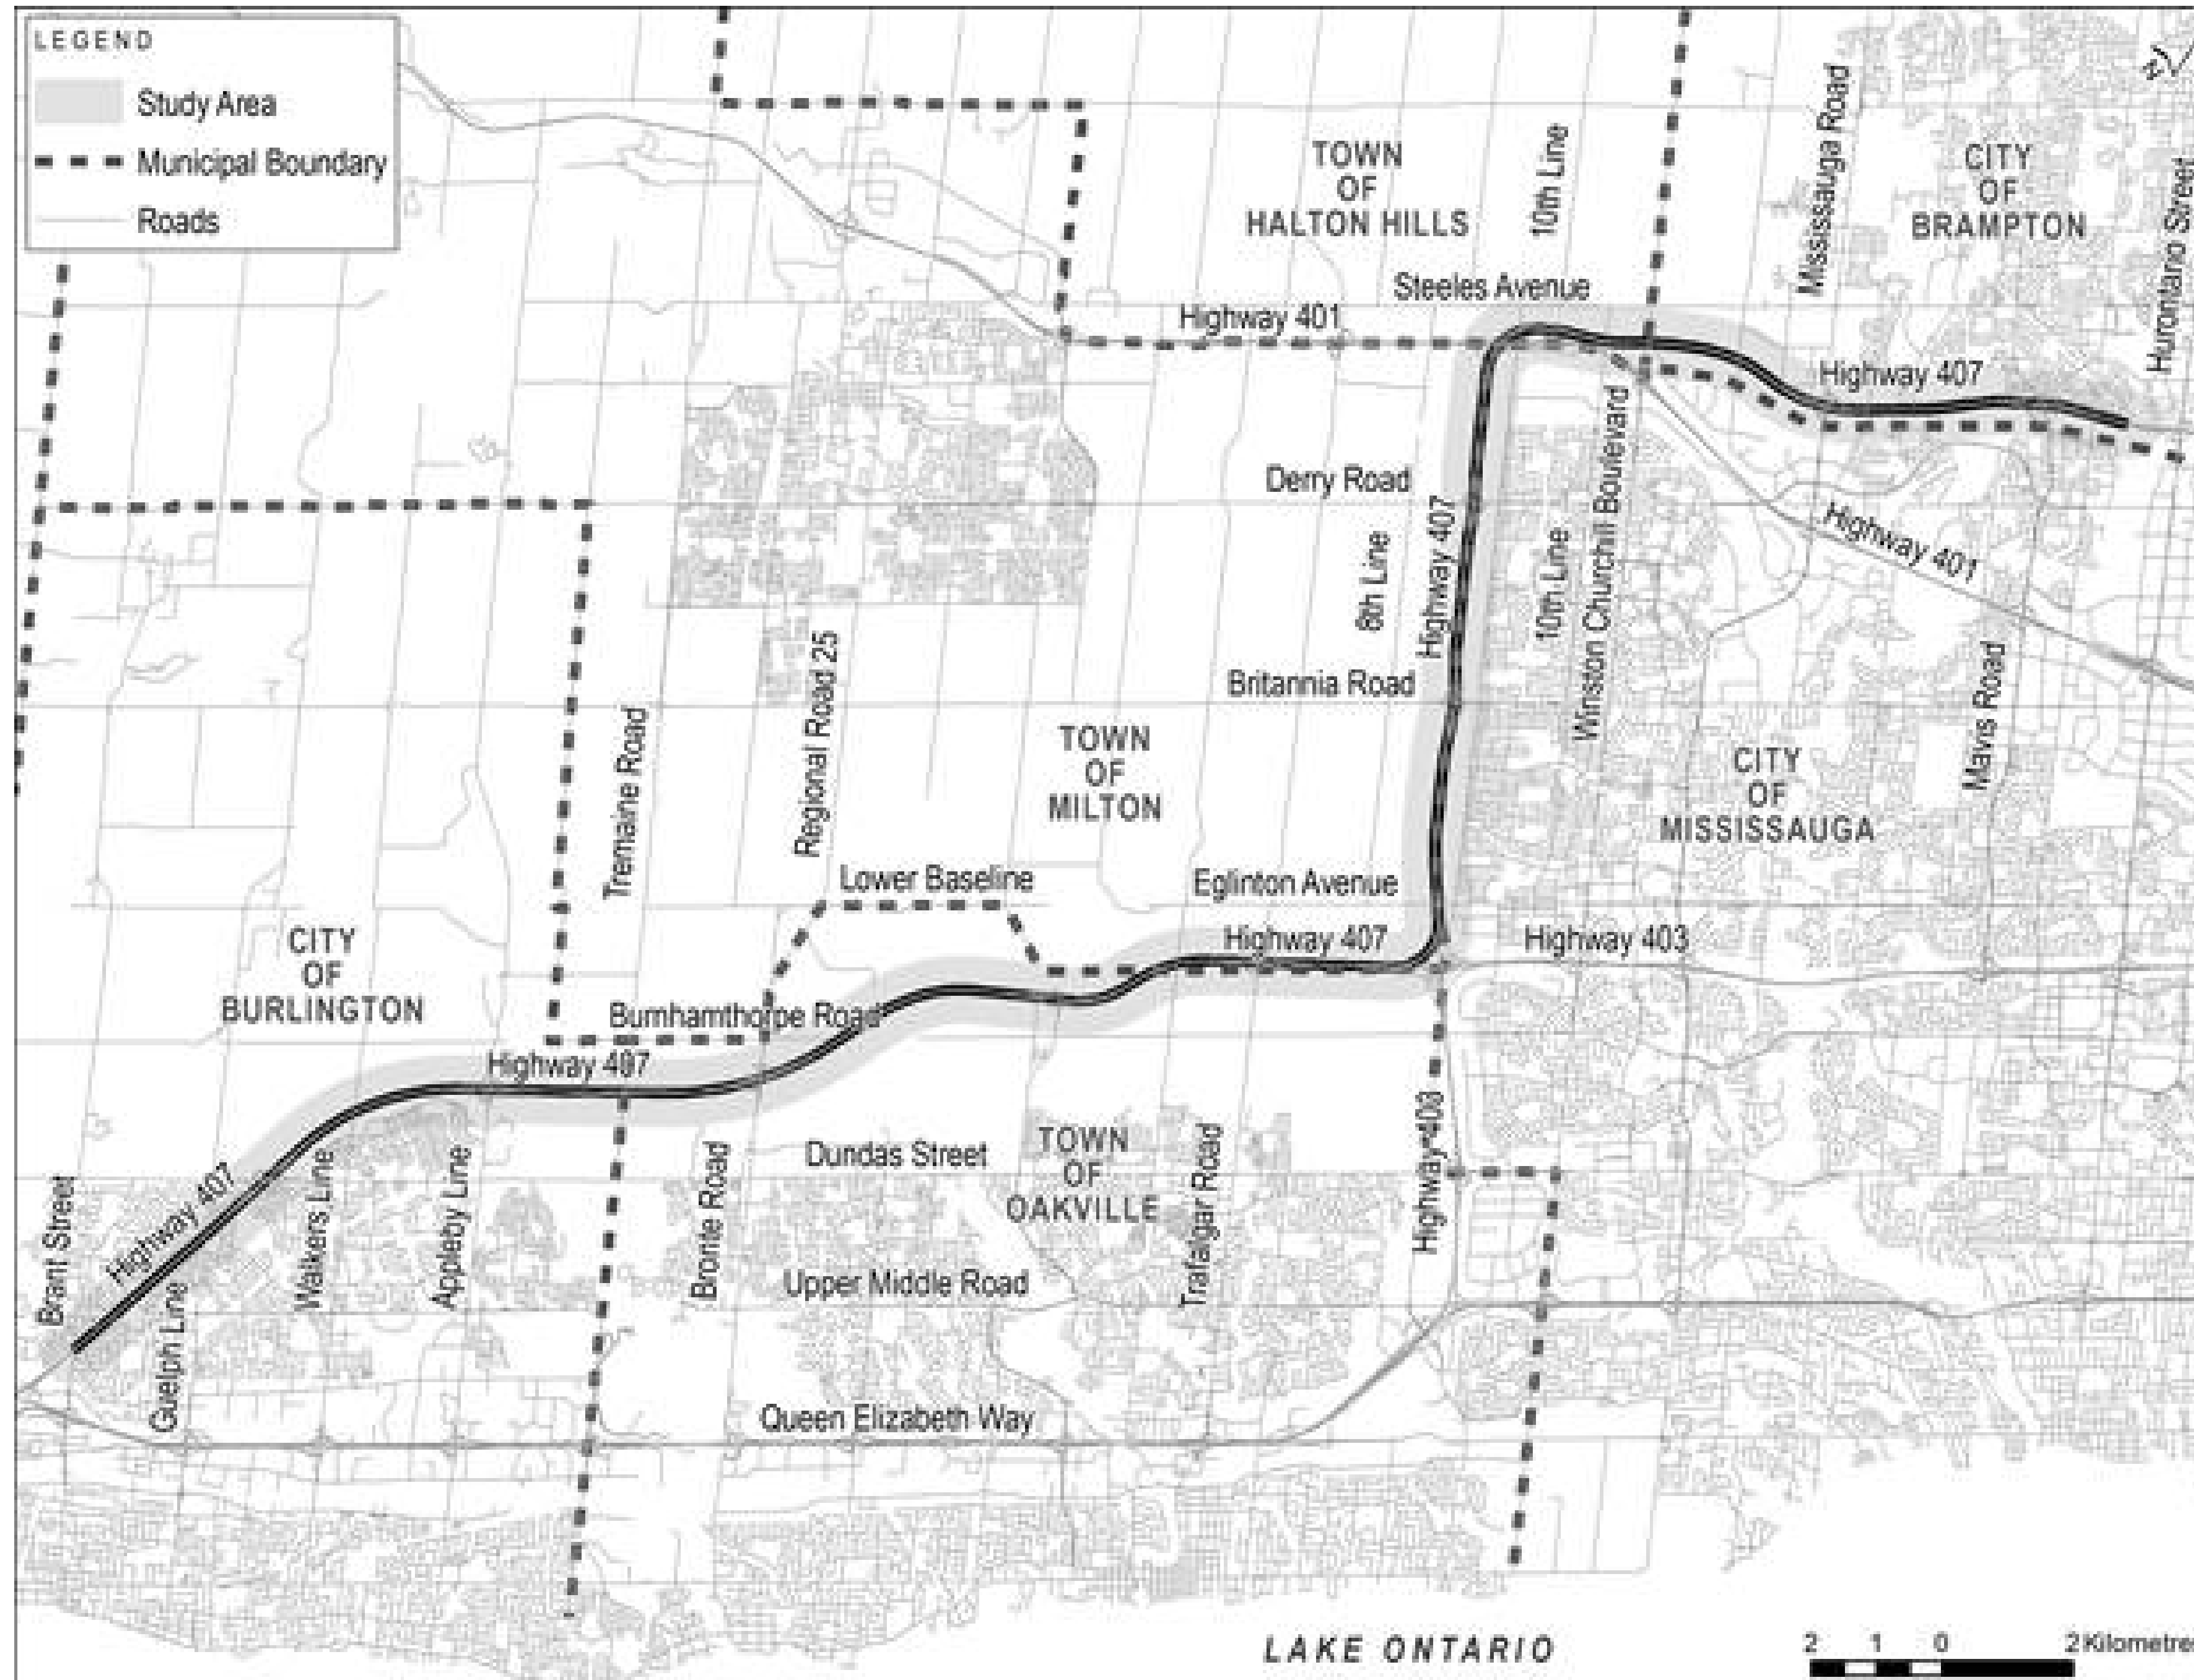 LEGEND
Study Area
Municipal Boundary
Roads
TOWN
OF
HALTON HILLS
10th Line
Mississauga Road
CITY
OF
BRAMPTON
Hurontario Street
Steeles Avenue
Highway 401
Highway 407
Derry Road
8th Line
Highway 407
10th Line
Winston Churchill Boulevard
Highway 401
Britannia Road
Mavis Road
Tremaine Road
Regional Road 25
TOWN
OF
MILTON
CITY
OF
MISSISSAUGA
Lower Baseline
Eglinton Avenue
CITY
OF
BURLINGTON
Highway 407
Highway 403
Burnhamthorpe Road
Highway 407
Highway 403
Dundas Street
TOWN
OF
OAKVILLE
Trafalgar Road
Bronte Road
Brant Street
Highway 407
Guelph Line
Walkers Line
Appleby Line
Upper Middle Road
Queen Elizabeth Way
LAKE ONTARIO
2 1 0 2 Kilometres